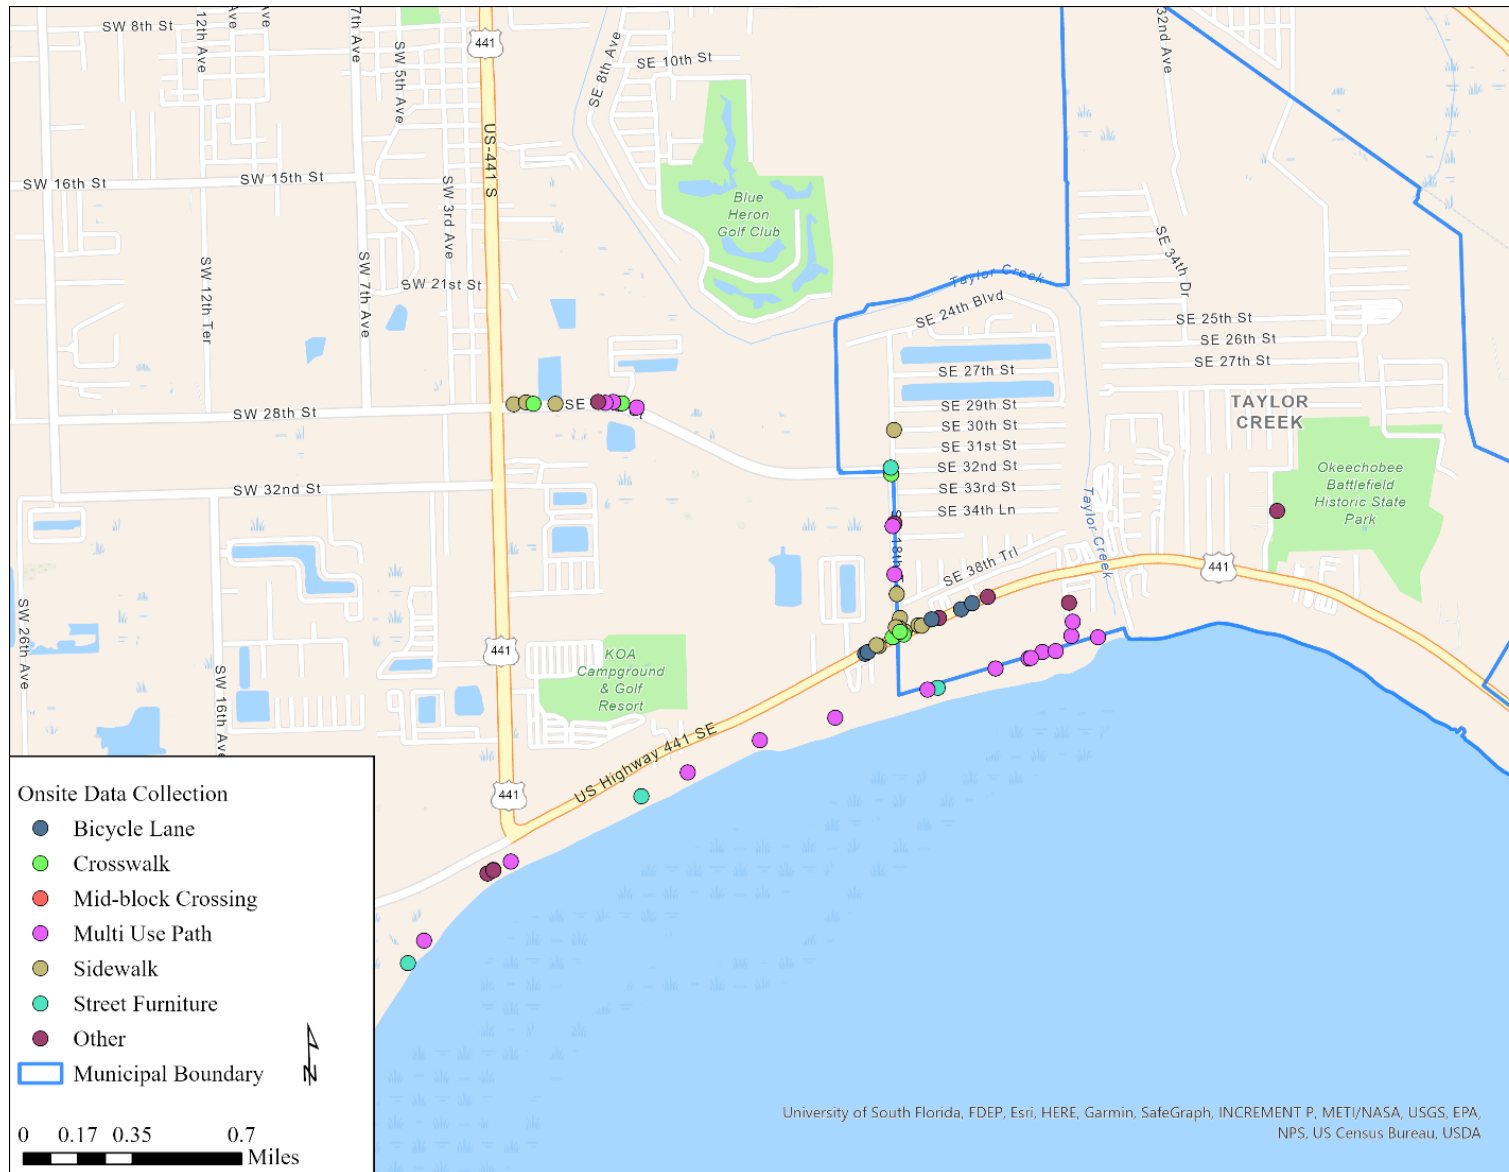 SW 8th St
12th Ave
Ave
Ave
7th Ave
SW 5th Ave
441
SE 8th Ave
SE 10th St
32nd Ave
US-441 S
SW 16th St
SW 15th St
SW 3rd Ave
Blue
Heron
Golf Club
SW 12th Ter
SW 7th Ave
SW 21st St
Taylor Creek
SE 34th Dr
SE 24th Blvd
SE 25th St
SE 26th St
SE 27th St
SE 27th St
SW 28th St
SE
SE 29th St
TAYLOR
CREEK
SE 30th St
SE 31st St
SE 32nd St
SW 32nd St
SE 33rd St
SE 34th Ln
Okeechobee
Battlefield
Historic State
Park
Taylor Creek
18th
SE 38th Trl
441
SW 26th Ave
SW 16th Ave
441
KOA
Campground
& Golf
Resort
US Highway 441 SE
441
Onsite Data Collection
Bicycle Lane
Crosswalk
Mid-block Crossing
Multi Use Path
Sidewalk
Street Furniture
Other
Municipal Boundary
N
0 0.17 0.35 0.7
Miles
University of South Florida, FDEP, Esri, HERE, Garmin, SafeGraph, INCREMENT P, METI/NASA, USGS, EPA,
NPS, US Census Bureau, USDA